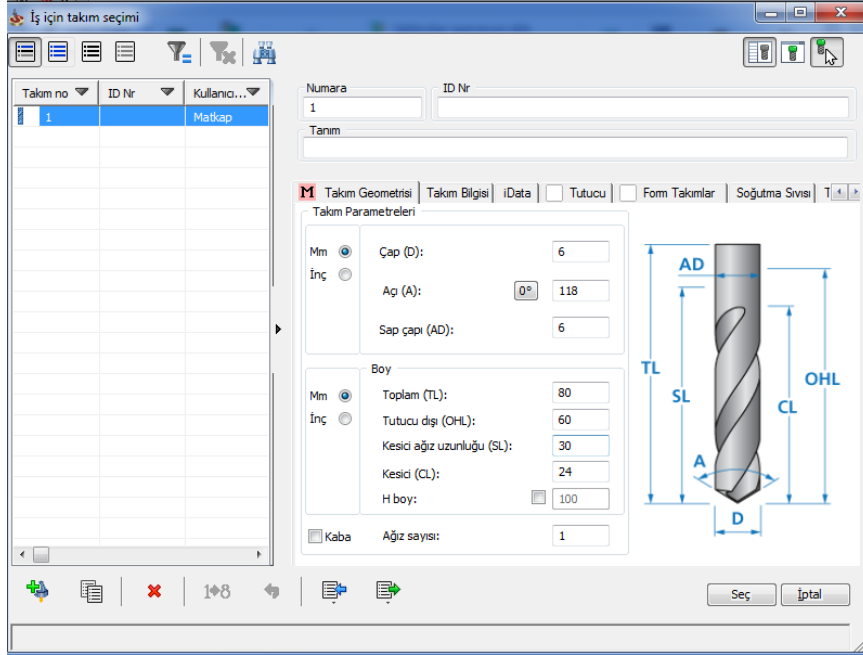 İş için takım seçimi
Takım no ID Nr Kullanıcı...
1 Matkap
Numara ID Nr
1
Tanım
M Takım Geometrisi Takım Bilgisi iData Tutucu Form Takımlar Soğutma Sıvısı T
Takım Parametreleri
Mm Çap (D): 6
İnç
Açı (A): 0° 118
Sap çapı (AD): 6
Boy
Mm Toplam (TL): 80
İnç Tutucu dışı (OHL): 60
Kesici ağız uzunluğu (SL): 30
Kesici (CL): 24
H boy: 100
Kaba Ağız sayısı: 1
AD
TL
SL
CL
OHL
A
D
1 8
Seç İptal